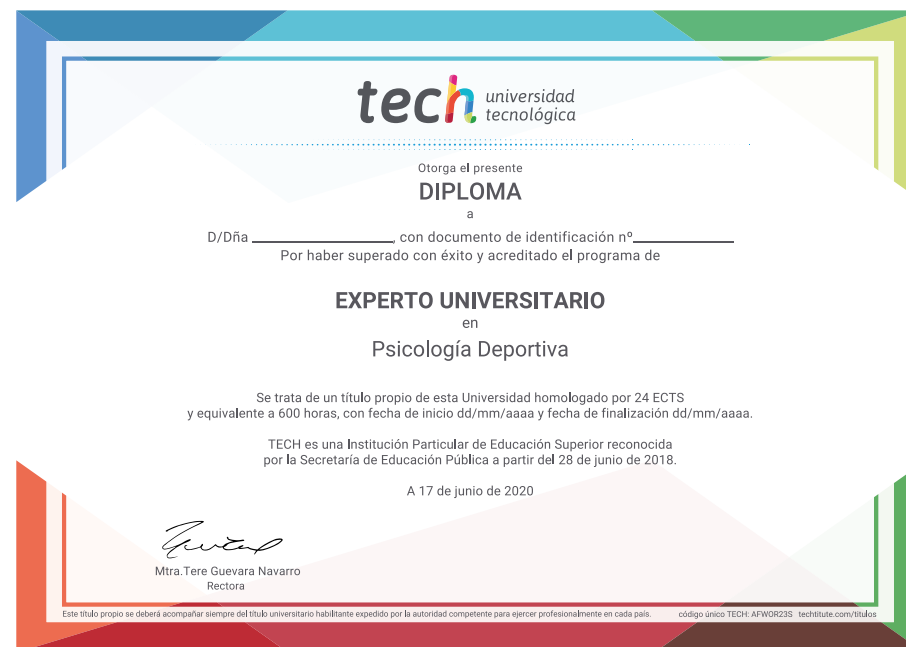 tech universidad
tecnológica
Otorga el presente
DIPLOMA
a
D/Dña ____________________, con documento de identificación nº______________
Por haber superado con éxito y acreditado el programa de
EXPERTO UNIVERSITARIO
en
Psicología Deportiva
Se trata de un título propio de esta Universidad homologado por 24 ECTS
y equivalente a 600 horas, con fecha de inicio dd/mm/aaaa y fecha de finalización dd/mm/aaaa.
TECH es una Institución Particular de Educación Superior reconocida
por la Secretaría de Educación Pública a partir del 28 de junio de 2018.
A 17 de junio de 2020
Mtra.Tere Guevara Navarro
Rectora
Este título propio se deberá acompañar siempre del título universitario habilitante expedido por la autoridad competente para ejercer profesionalmente en cada país. código único TECH: AFWOR23S techtitute.com/titulos